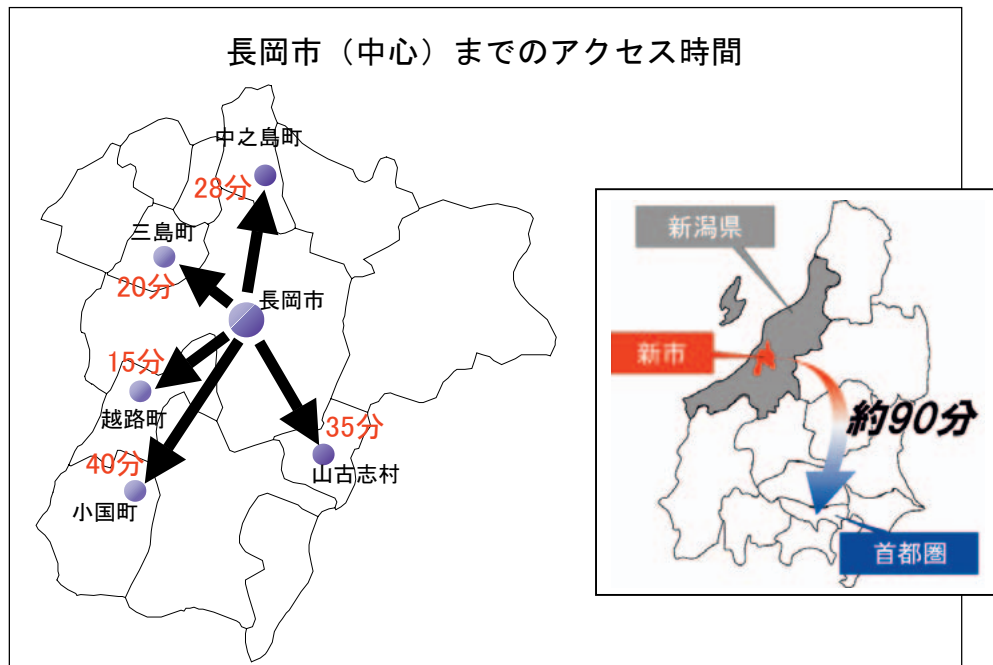 長岡市（中心）までのアクセス時間
中之島町
28分
三島町
20分
長岡市
15分
越路町
35分
山古志村
40分
小国町
新潟県
新市
約90分
首都圏